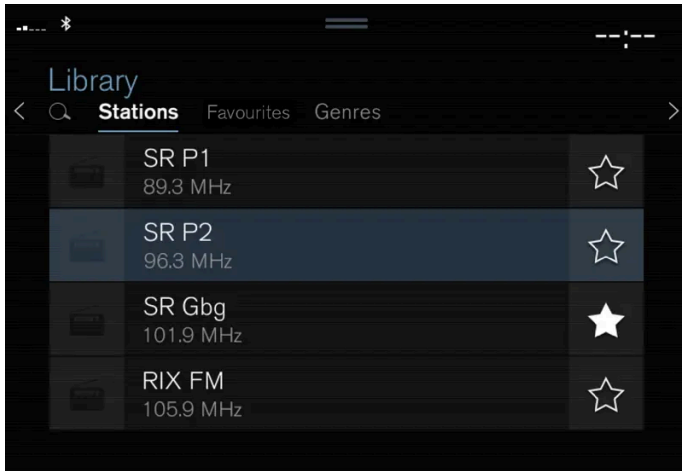 --:--
Library
Stations Favourites Genres
SR P1
89.3 MHz
SR P2
96.3 MHz
SR Gbg
101.9 MHz
RIX FM
105.9 MHz